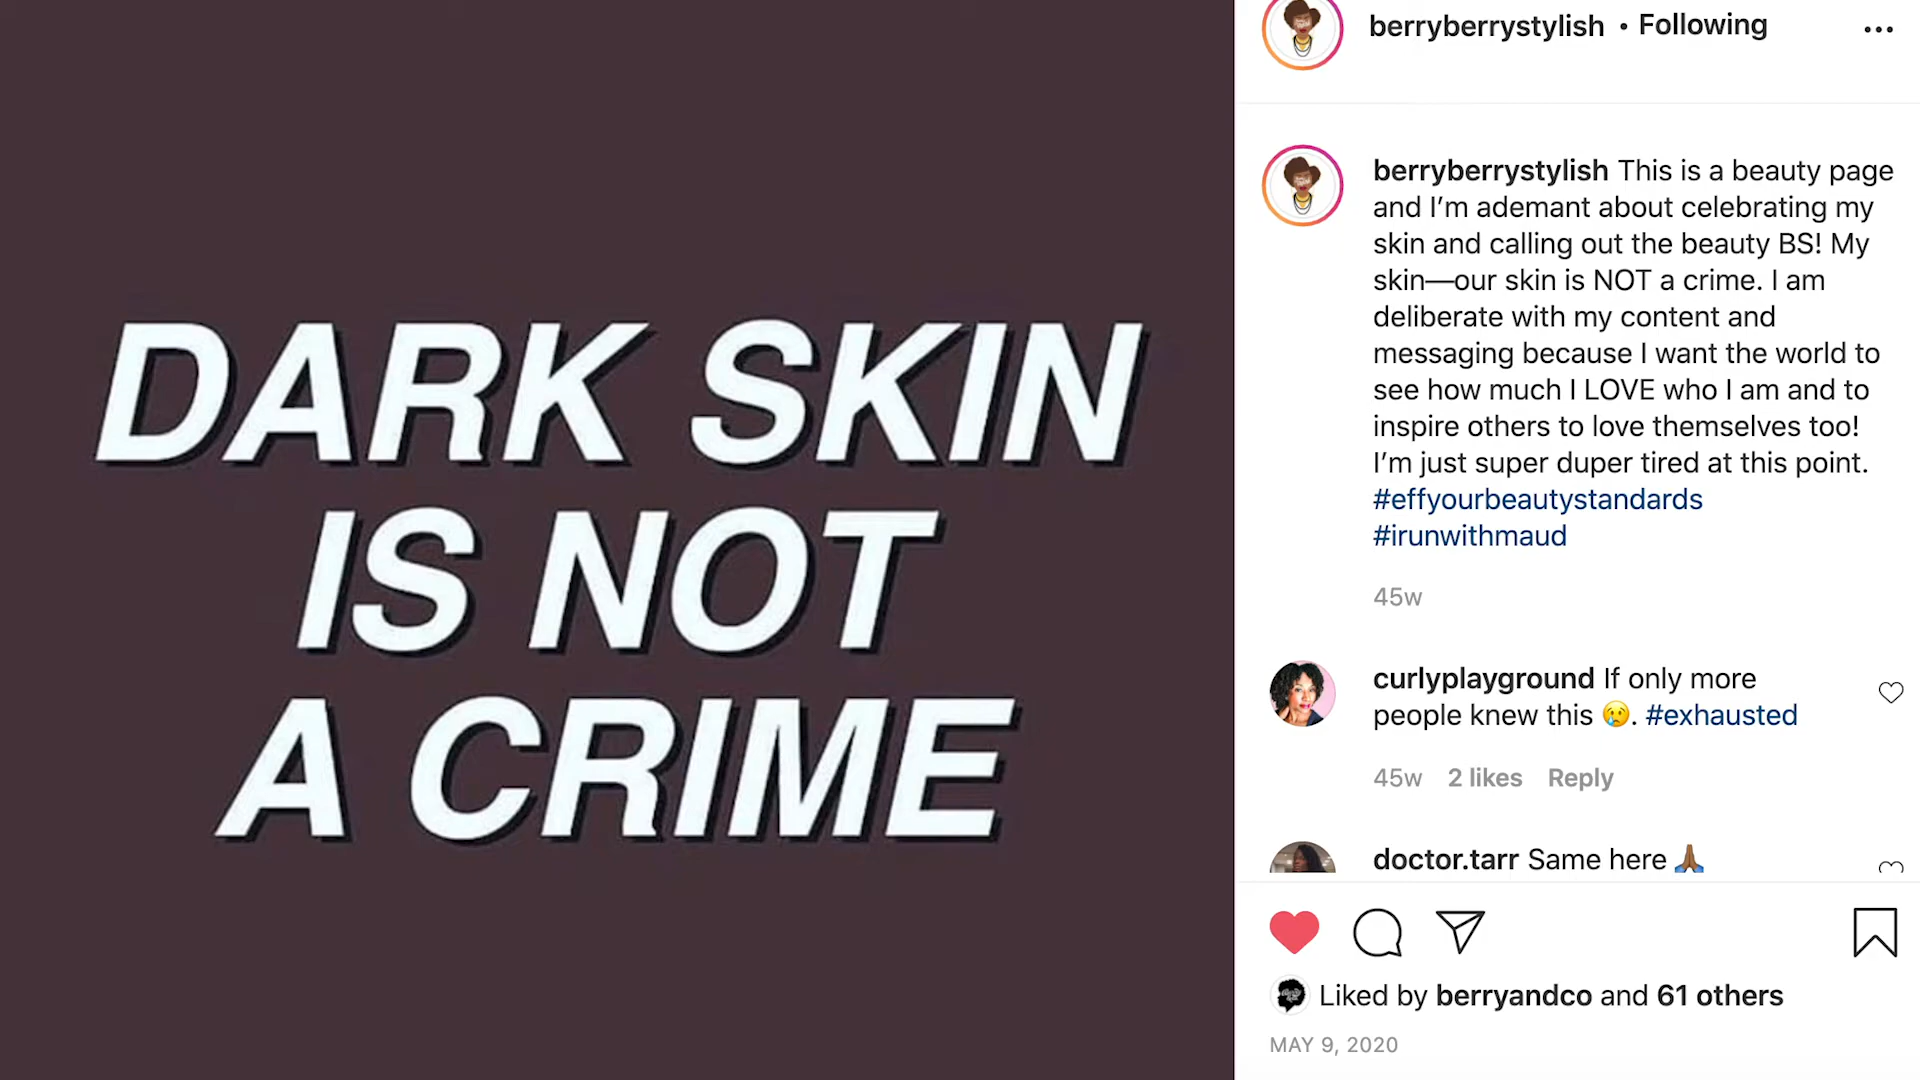 DARK SKIN
IS NOT
A CRIME
berryberrystylish • Following
berryberrystylish This is a beauty page
and I’m ademant about celebrating my
skin and calling out the beauty BS! My
skin—our skin is NOT a crime. I am
deliberate with my content and
messaging because I want the world to
see how much I LOVE who I am and to
inspire others to love themselves too!
I’m just super duper tired at this point.
#effyourbeautystandards
#irunwithmaud
45w
curlyplayground If only more
people knew this 😢. #exhausted
45w 2 likes Reply
doctor.tarr Same here 🙏🏾
Liked by berryandco and 61 others
MAY 9, 2020